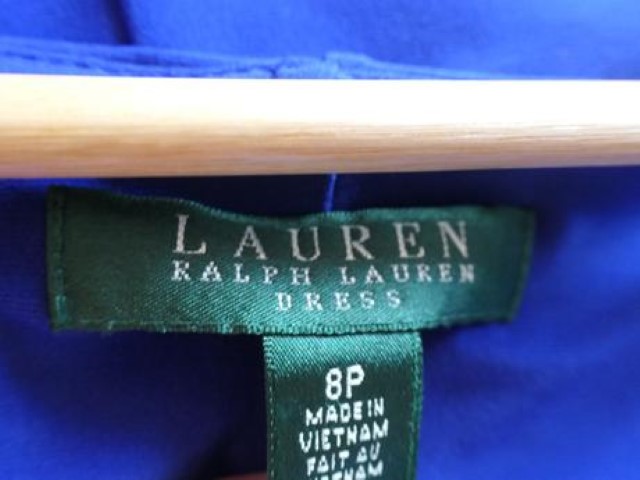 LAUREN
RALPH LAUREN
DRESS
8P
MADE IN
VIETNAM
FAIT AU